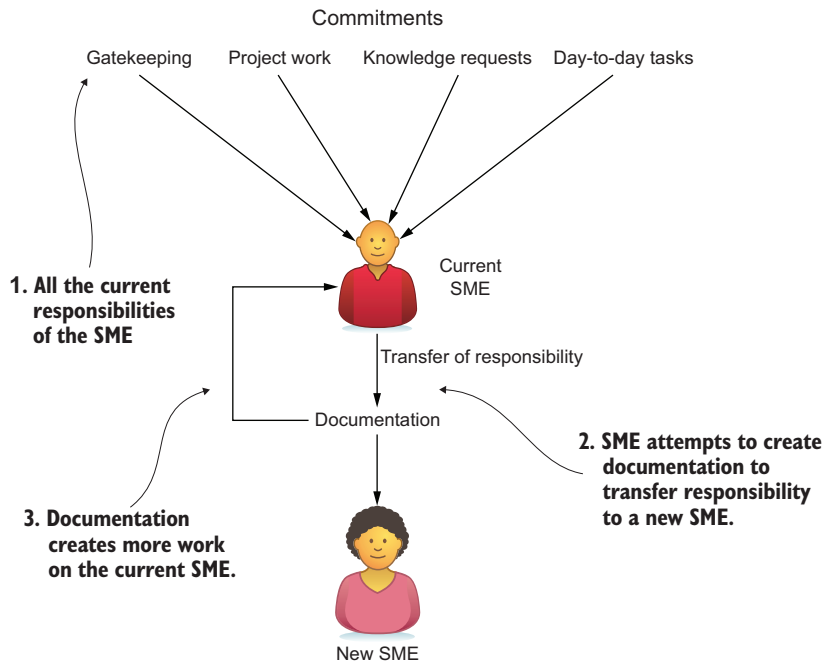 Commitments
Gatekeeping
Project work
Knowledge requests
Day-to-day tasks
Current
SME
1. All the current
responsibilities
of the SME
Transfer of responsibility
Documentation
2. SME attempts to create
documentation to
transfer responsibility
to a new SME.
3. Documentation
creates more work
on the current SME.
New SME